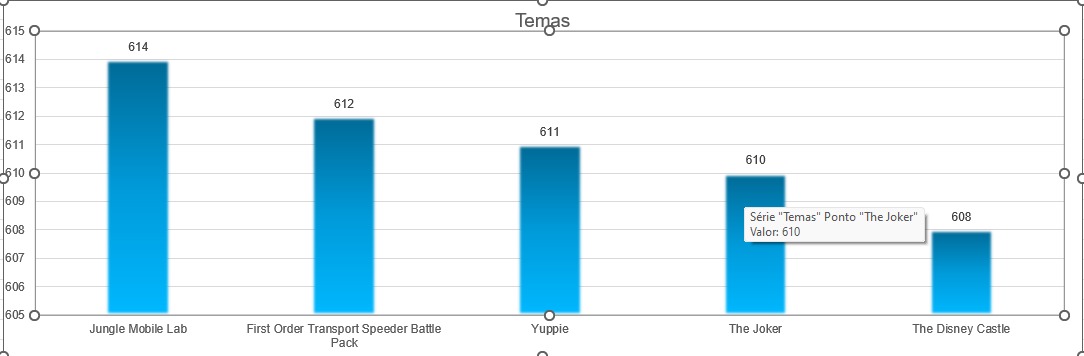 Temas
615
614
613
612
611
610
609
608
607
606
605
614
612
611
610
608
Série "Temas" Ponto "The Joker"
Valor: 610
Jungle Mobile Lab
First Order Transport Speeder Battle
Pack
Yuppie
The Joker
The Disney Castle